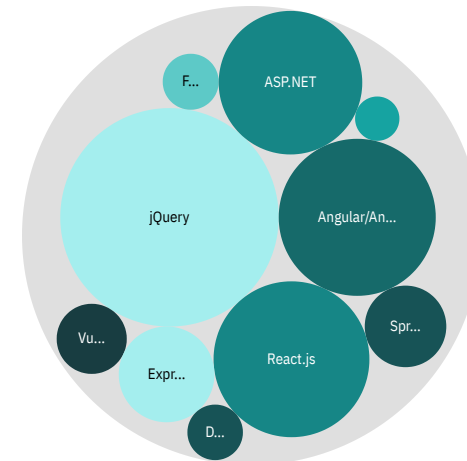 F...
ASP.NET
jQuery
Angular/An...
Vu...
Spr...
React.js
Expr...
D...